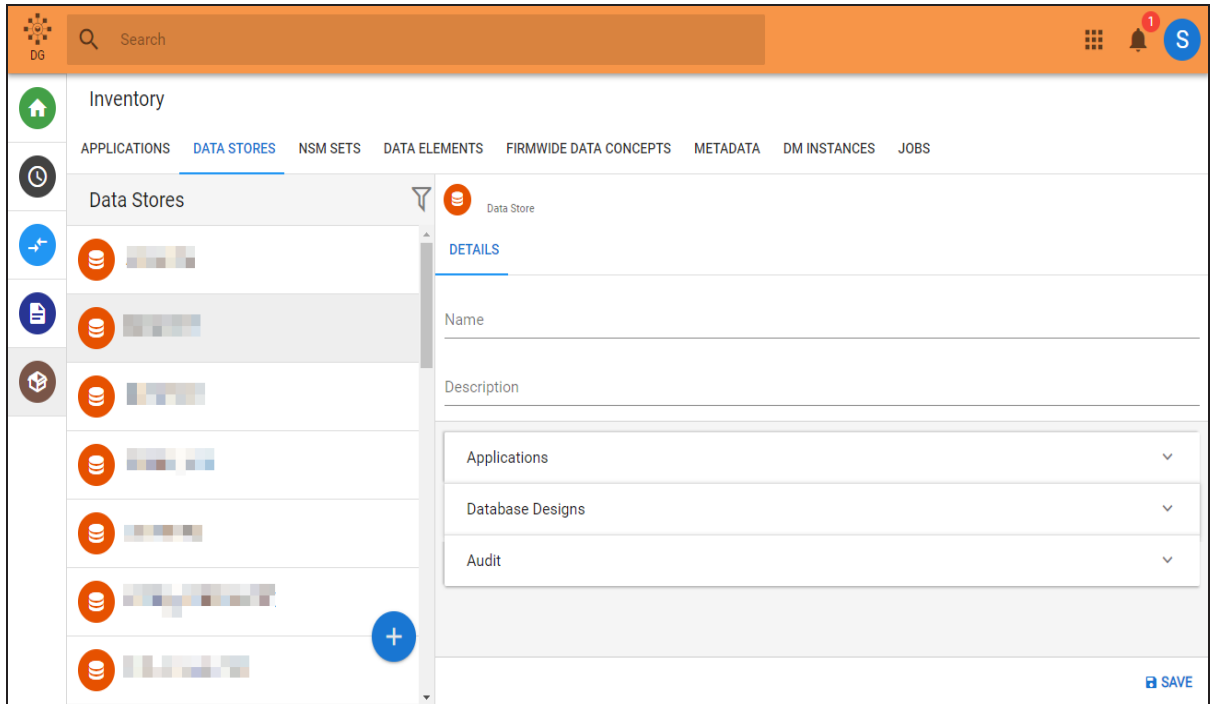 DG
Search
1
S
Inventory
APPLICATIONS DATA STORES NSM SETS DATA ELEMENTS FIRMWIDE DATA CONCEPTS METADATA DM INSTANCES JOBS
Data Stores
Data Store
DETAILS
Name
Description
Applications
Database Designs
Audit
+
SAVE